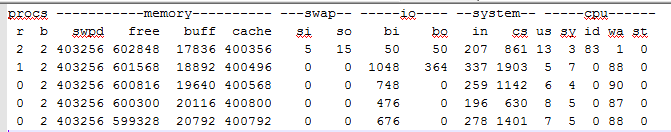 procs -----------memory---------- ---swap-- -----io---- --system-- -----cpu------
r b swpd free buff cache si so bi bo in cs us sy id wa st
2 2 403256 602848 17836 400356 5 15 50 50 207 861 13 3 83 1 0
1 2 403256 601568 18892 400496 0 0 1048 364 337 1903 5 7 0 88 0
0 2 403256 600816 19640 400568 0 0 748 0 259 1142 6 4 0 90 0
0 2 403256 600300 20116 400800 0 0 476 0 196 630 8 5 0 87 0
0 2 403256 599328 20792 400792 0 0 676 0 278 1401 7 5 0 88 0